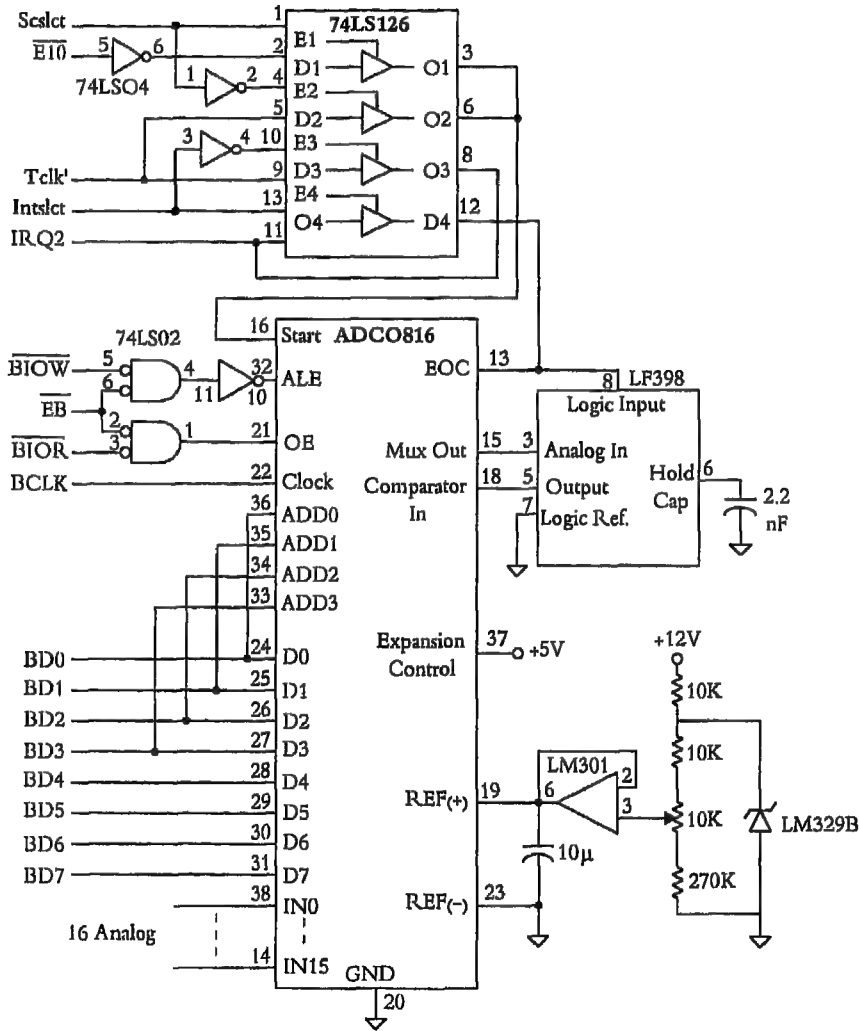 Scslct
1
74LS126
E10
5
6
2
E1
D1
O1
3
74LSO4
1
2
4
E2
5
D2
O2
6
3
4
10
E3
8
Tclk'
9
D3
O3
Intslct
13
E4
12
IRQ2
11
O4
D4
74LS02
16
Start
ADCO816
BIOW
5
6
4
11
10
32
ALE
EOC
13
8
LF398
Logic Input
EB
2
3
1
21
OE
BIOR
Mux Out
15
3
Analog In
BCLK
22
Clock
Comparator
In
18
5
Output
Hold
Cap
6
2.2
nF
7
Logic Ref.
36
ADD0
35
ADD1
34
ADD2
33
ADD3
Expansion
Control
37
+5V
+12V
BD0
24
D0
BD1
25
D1
10K
BD2
26
D2
BD3
27
D3
10K
LM301
BD4
28
D4
REF(+)
19
6
2
3
10K
LM329B
BD5
29
D5
BD6
30
D6
10µ
BD7
31
D7
270K
38
IN0
REF(-)
23
16 Analog
14
IN15
GND
20